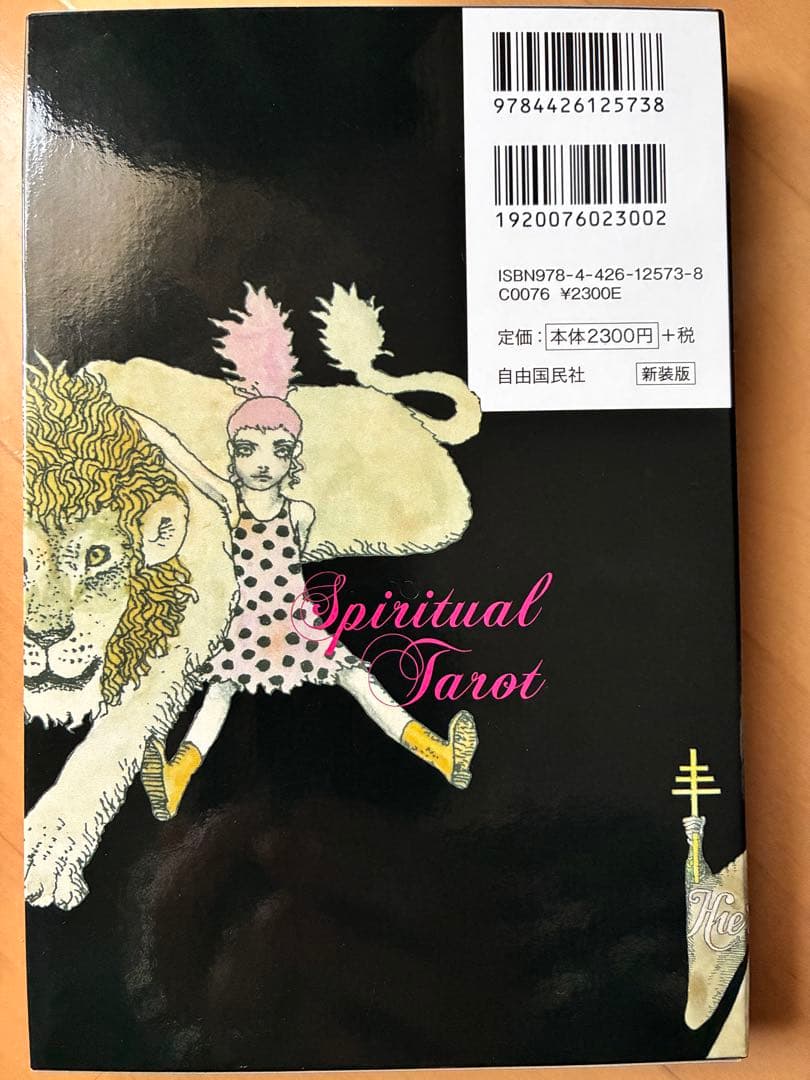 9784426125738
1920076023002
ISBN978-4-426-12573-8
C0076 ¥2300E
定価：本体2300円＋税
自由国民社 新装版
Spiritual
Tarot
Hie